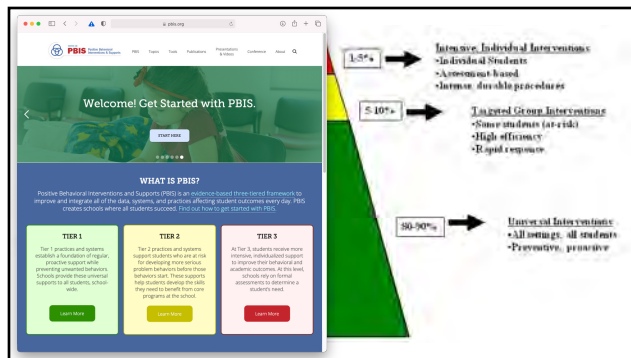 pbis.org
PBIS Positive Behavioral
Interventions & Supports
PBIS
Topics
Tools
Publications
Presentations
& Videos
Conference
About
Welcome! Get Started with PBIS.
START HERE
WHAT IS PBIS?
Positive Behavioral Interventions and Supports (PBIS) is an evidence-based three-tiered framework to
improve and integrate all of the data, systems, and practices affecting student outcomes every day. PBIS
creates schools where all students succeed. Find out how to get started with PBIS.
TIER 1
Tier 1 practices and systems
establish a foundation of regular,
proactive support while
preventing unwanted behaviors.
Schools provide these universal
supports to all students, school-
wide.
Learn More
TIER 2
Tier 2 practices and systems
support students who are at risk
for developing more serious
problem behaviors before those
behaviors start. These supports
help students develop the skills
they need to benefit from core
programs at the school.
Learn More
TIER 3
At Tier 3, students receive more
intensive, individualized support
to improve their behavioral and
academic outcomes. At this level,
schools rely on formal
assessments to determine a
student's need.
Learn More
1-5%
Intensive, Individual Interventions
•Individual Students
•Assessment-based
•Intense, durable procedures
5-10%
Targeted Group Interventions
•Some students (at-risk)
•High efficiency
•Rapid response
80-90%
Universal Interventions
•All settings, all students
•Preventive, proactive